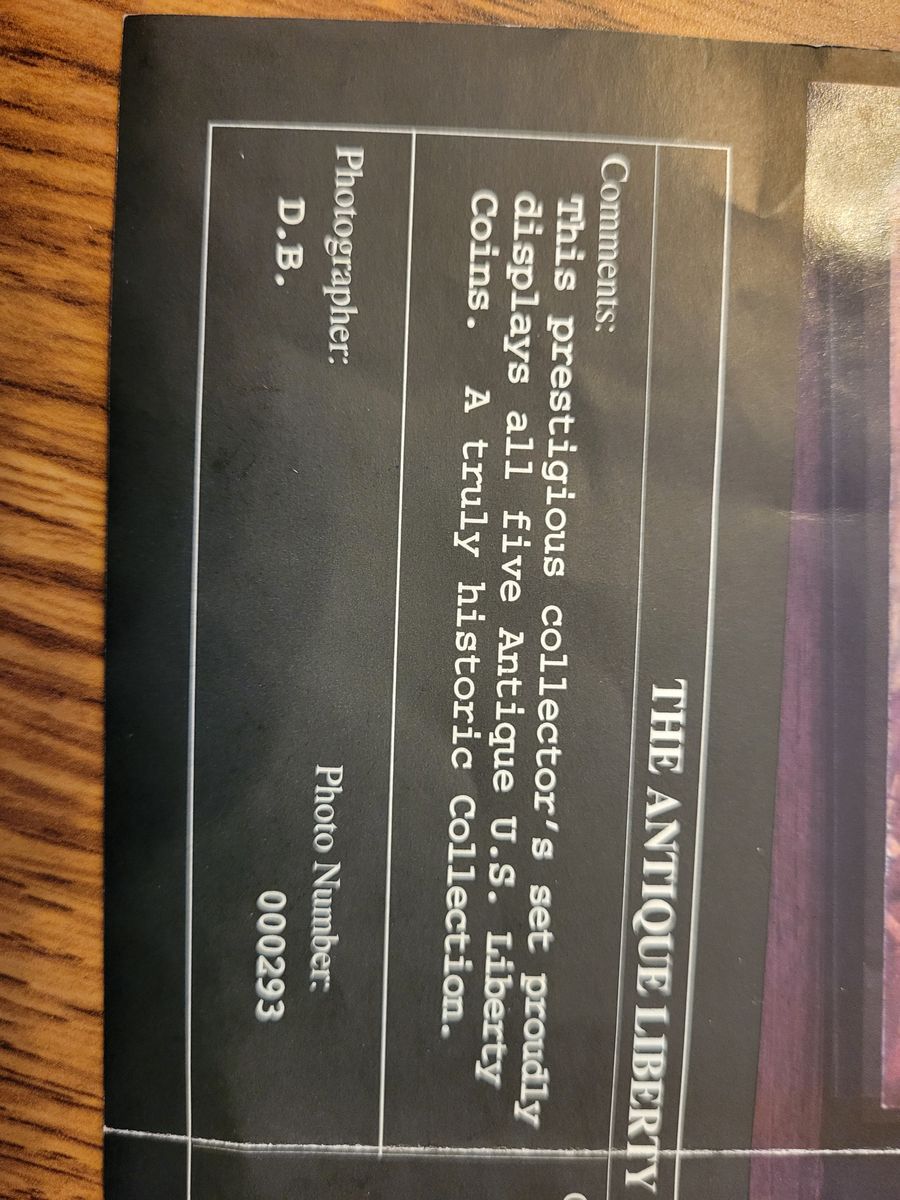 THE ANTIQUE LIBERTY
Comments:
This prestigious collector's set proudly
displays all five Antique U.S. Liberty
Coins. A truly historic Collection.
Photographer:
D.B.
Photo Number:
000293